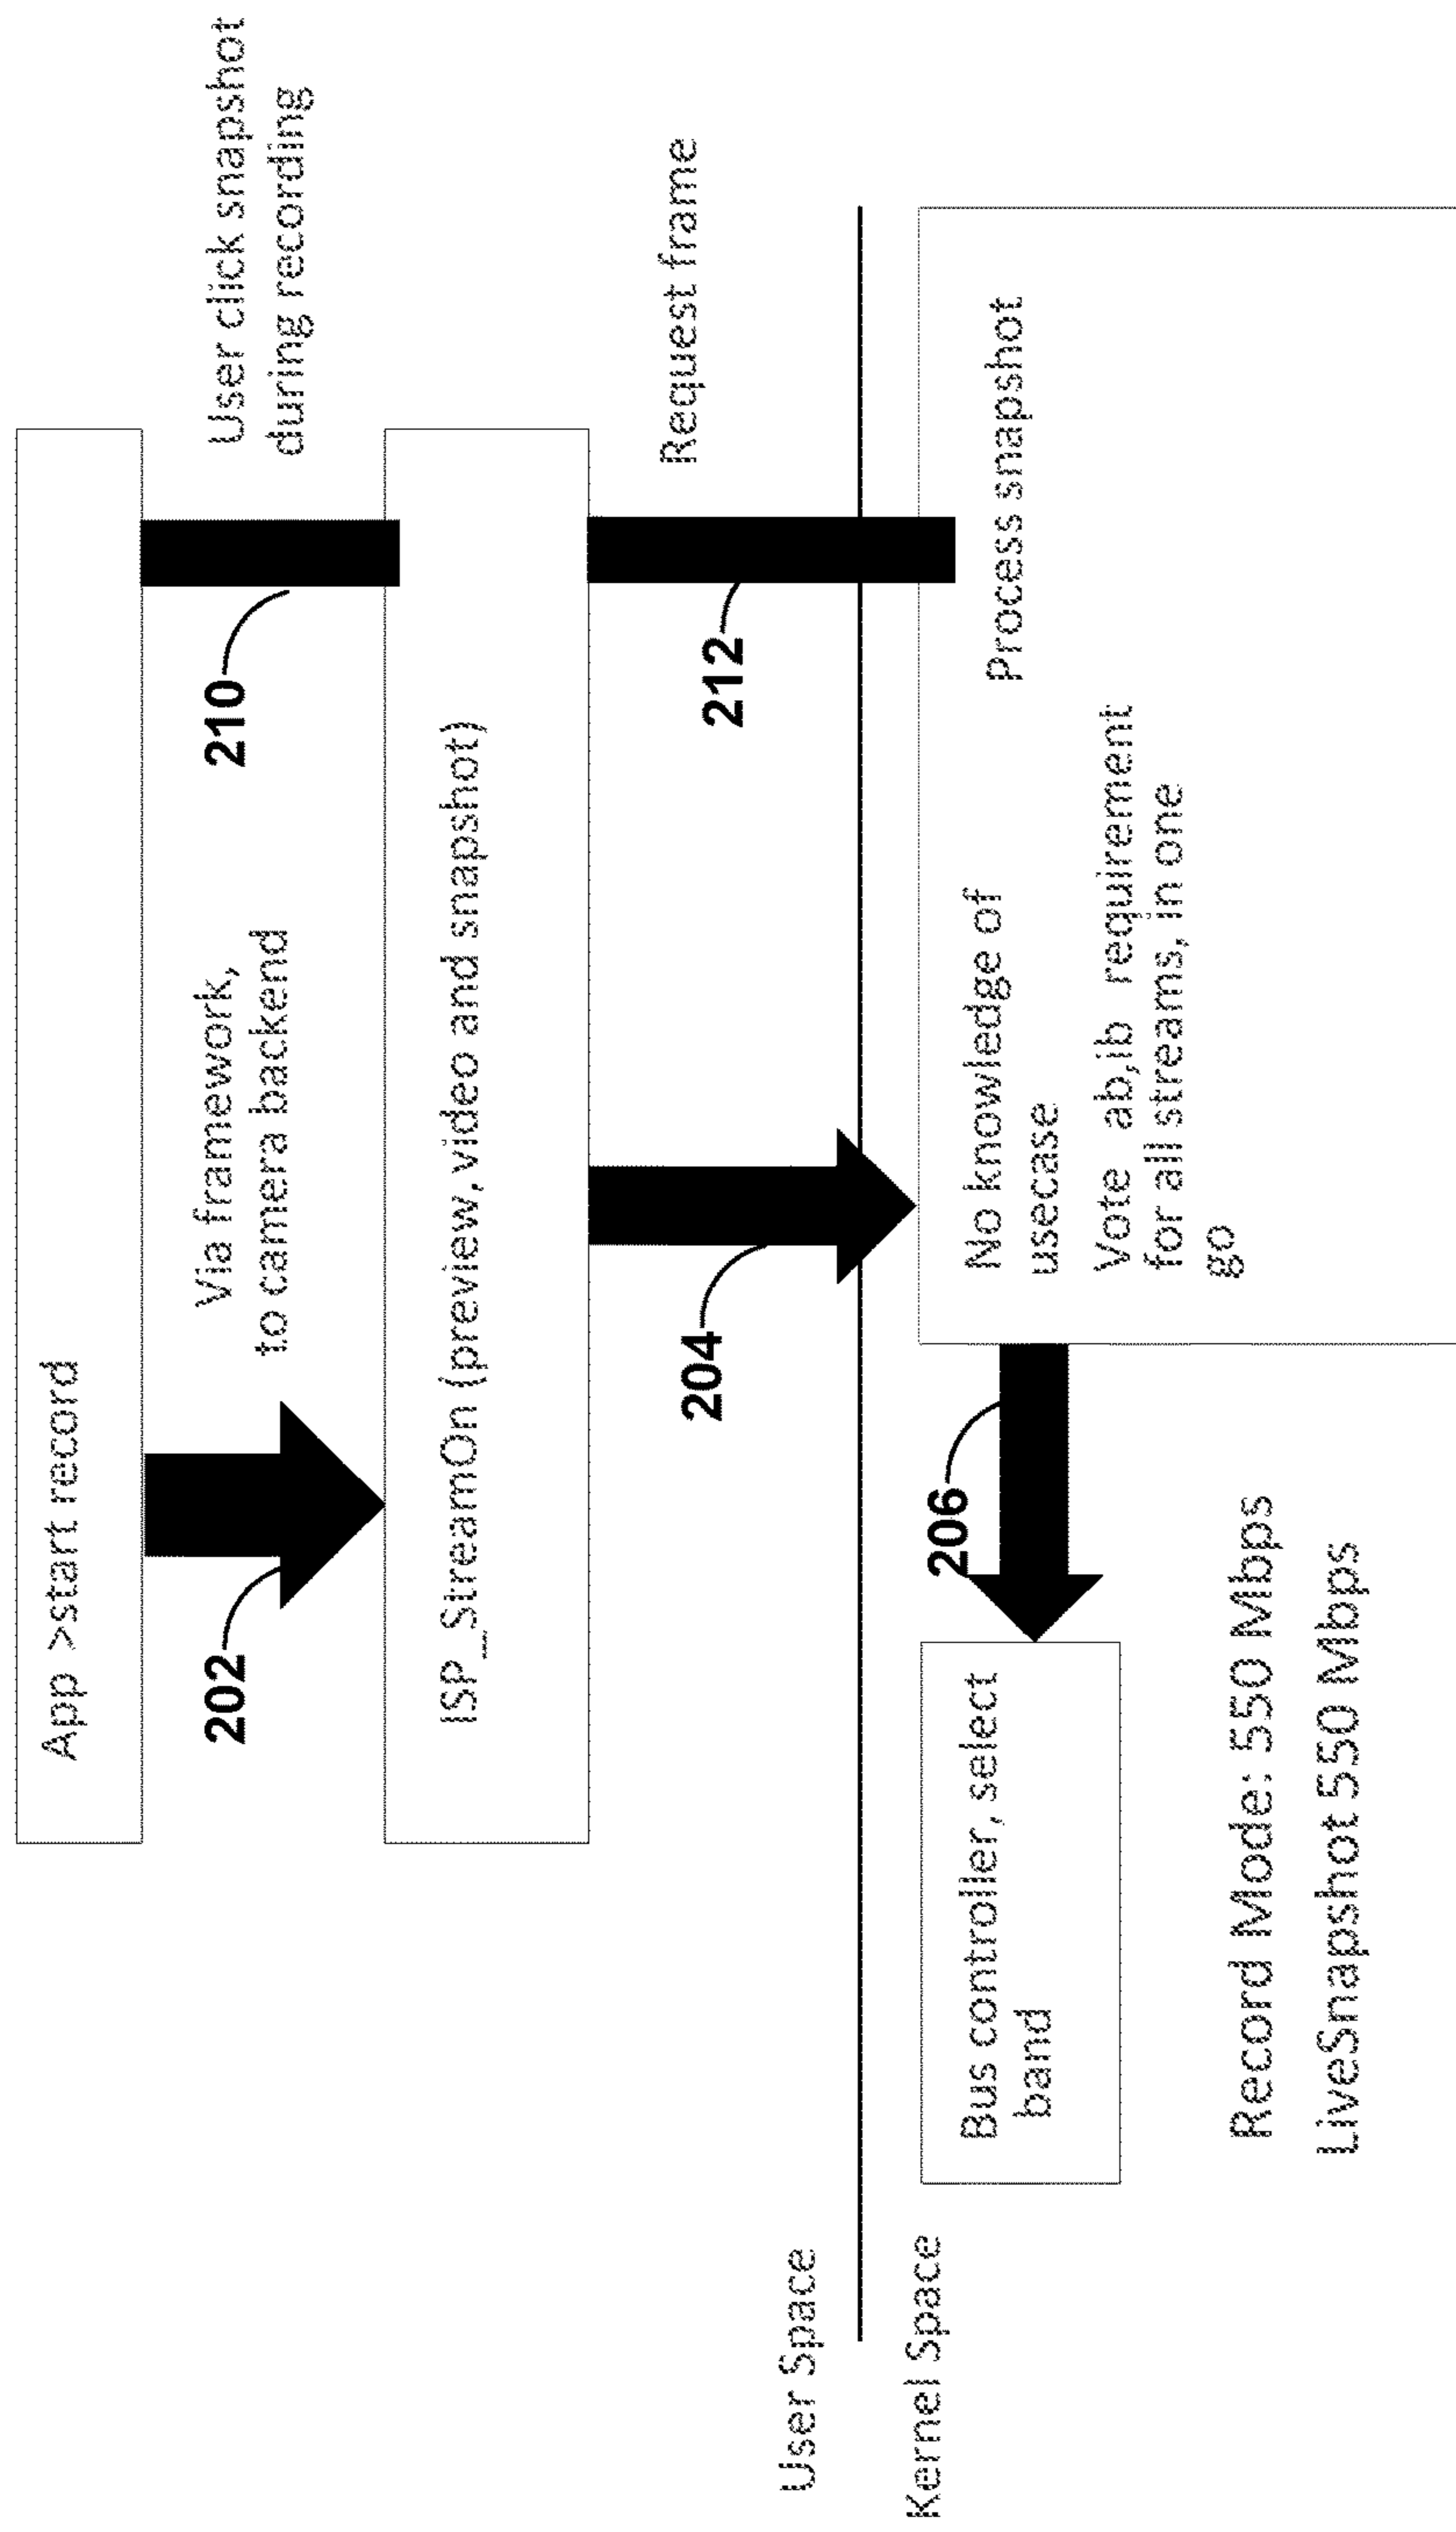 App >start record
202
Via framework,
to camera backend
210
User click snapshot
during recording
ISP_StreamOn (preview, video and snapshot)
204
212
Request frame
User Space
Kernel Space
Bus controller, select
band
206
No knowledge of
usecase
Vote ab,ib requirement
for all streams, in one
go
Process snapshot
Record Mode: 550 Mbps
LiveSnapshot 550 Mbps